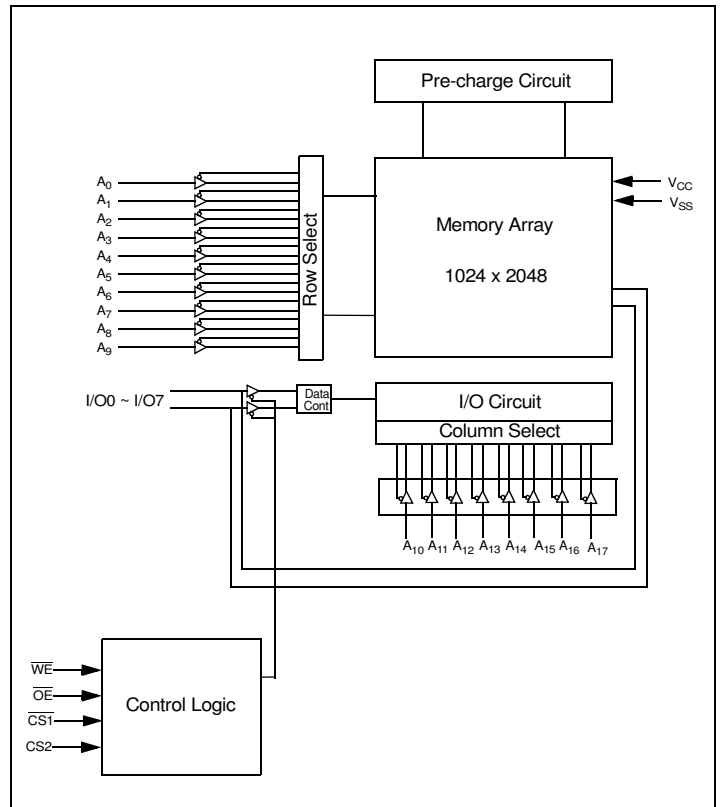 Pre-charge Circuit
A0
A1
A2
A3
A4
A5
A6
A7
A8
A9
Row Select
Memory Array
1024 x 2048
VCC
VSS
I/O0 ~ I/O7
Data
Cont
I/O Circuit
Column Select
A10 A11 A12 A13 A14 A15 A16 A17
WE
OE
CS1
CS2
Control Logic